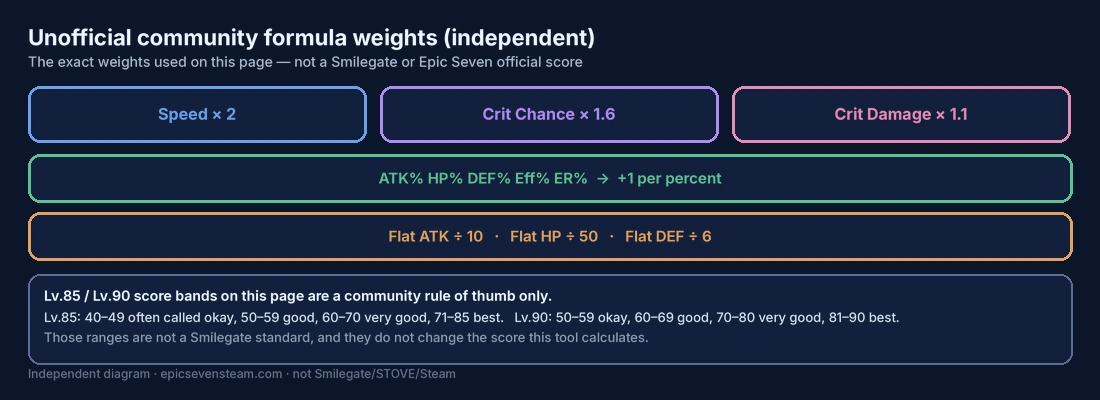 Unofficial community formula weights (independent)
The exact weights used on this page — not a Smilegate or Epic Seven official score
Speed × 2
Crit Chance × 1.6
Crit Damage × 1.1
ATK% HP% DEF% Eff% ER% → +1 per percent
Flat ATK ÷ 10 · Flat HP ÷ 50 · Flat DEF ÷ 6
Lv.85 / Lv.90 score bands on this page are a community rule of thumb only.
Lv.85: 40–49 often called okay, 50–59 good, 60–70 very good, 71–85 best. Lv.90: 50–59 okay, 60–69 good, 70–80 very good, 81–90 best.
Those ranges are not a Smilegate standard, and they do not change the score this tool calculates.
Independent diagram · epicsevensteam.com · not Smilegate/STOVE/Steam